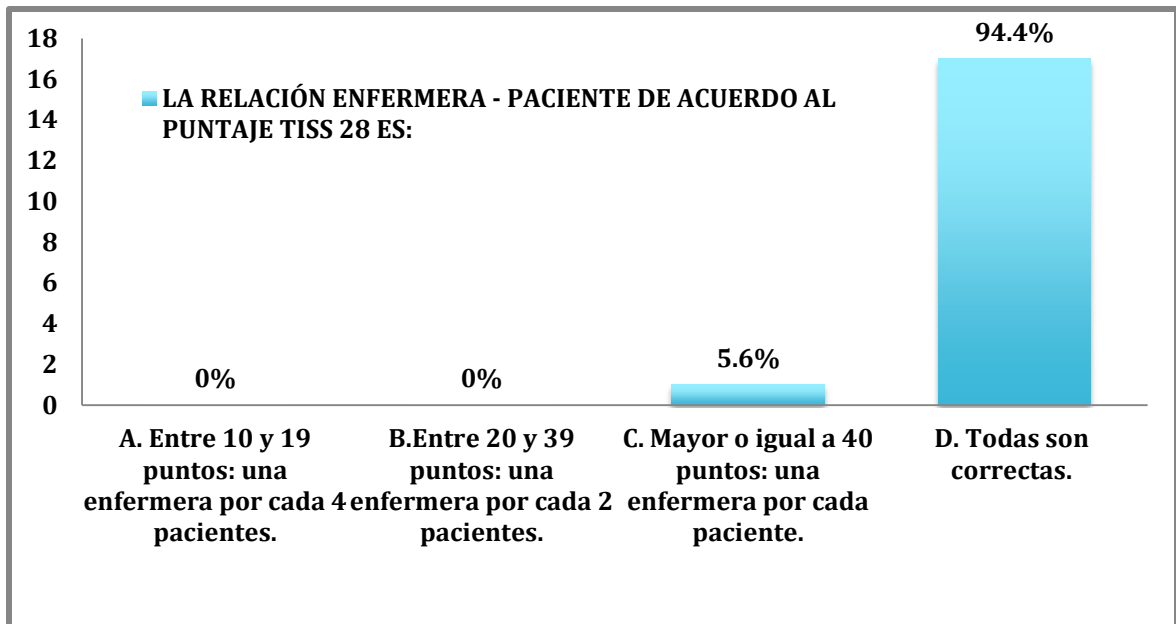 18
16
14
12
10
8
6
4
2
0
LA RELACIÓN ENFERMERA - PACIENTE DE ACUERDO AL
PUNTAJE TISS 28 ES:
0%
0%
5.6%
94.4%
A. Entre 10 y 19
puntos: una
enfermera por cada 4
pacientes.
B.Entre 20 y 39
puntos: una
enfermera por cada 2
pacientes.
C. Mayor o igual a 40
puntos: una
enfermera por cada
paciente.
D. Todas son
correctas.